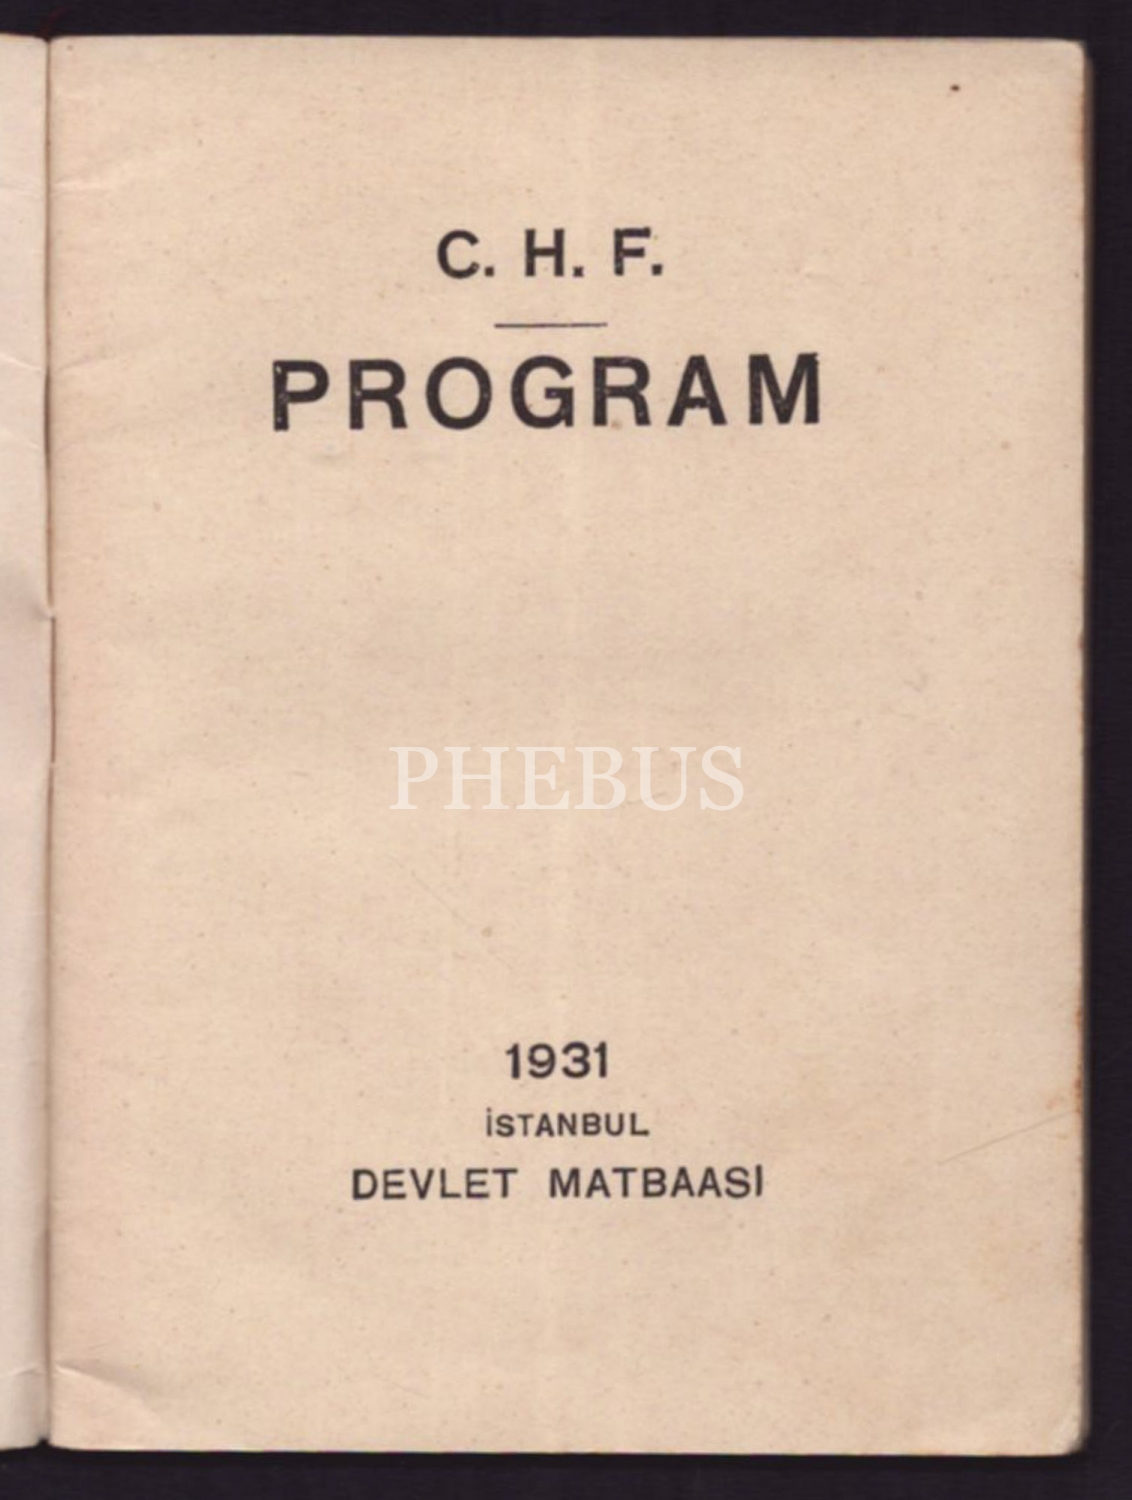 C. H. F.
PROGRAM
PHEBUS
1931
İSTANBUL
DEVLET MATBAASI